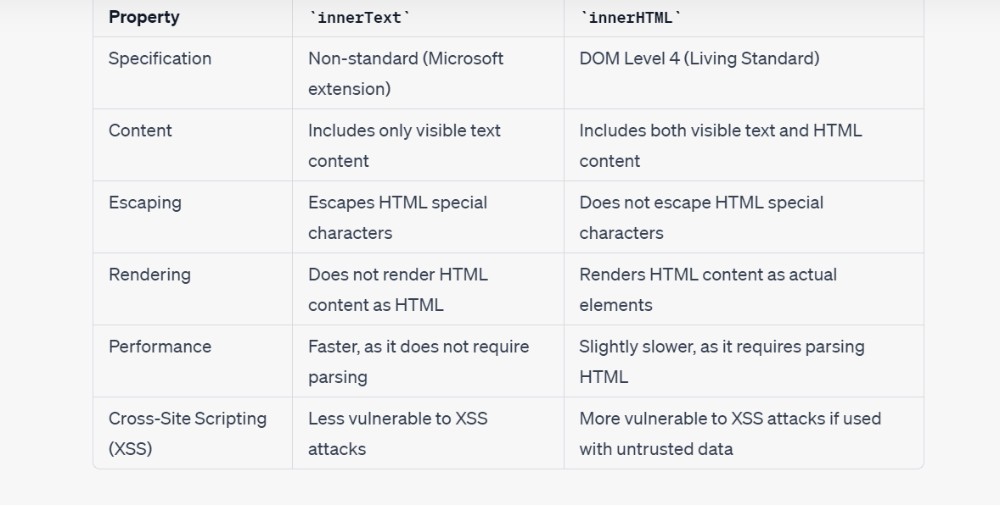 Property `innerText` `innerHTML`
Specification Non-standard (Microsoft DOM Level 4 (Living Standard)
extension)
Content Includes only visible text Includes both visible text and HTML
content content
Escaping Escapes HTML special Does not escape HTML special
characters characters
Rendering Does not render HTML Renders HTML content as actual
content as HTML elements
Performance Faster, as it does not require Slightly slower, as it requires parsing
parsing HTML
Cross-Site Scripting Less vulnerable to XSS More vulnerable to XSS attacks if used
(XSS) attacks with untrusted data